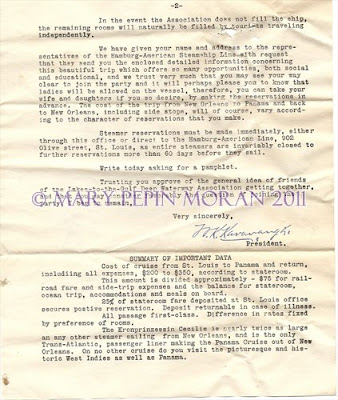 -2-
In the event the Association does not fill the ship,
the remaining rooms will naturally be filled by tourists traveling
independently.
We have given your name and address to the repre-
sentatives of the Hamburg-American Steamship Line with request
that they send you the enclosed detailed information concerning
this beautiful trip which offers so many opportunities, both social
and educational, and we trust very much that you may see your way
clear to join the party and it will perhaps please you to know that
ladies will be allowed on the vessel, therefore, you can take your
wife and daughters if you so desire, by making the reservations in
advance. The cost of the trip from New Orleans to Panama and back
to New Orleans, including side stops, will of course, vary according
to the character of reservations that you make.
Steamer reservations must be made immediately, either
through this office or direct to the Hamburg-American Line, 902
Olive street, St. Louis, as entire steamers are invariably closed to
further reservations more than 60 days before they sail.
Write today asking for a pamphlet.
Trusting you approve of the general idea of friends
of the Lakes-to-the-Gulf Deep Waterway Association getting together,
© MARY PEPIN MORAN 2011
party.
Very sincerely,
President.
SUMMARY OF IMPORTANT DATA.
Cost of cruise from St. Louis to Panama and return,
including all expenses, $200 to $350, according to stateroom.
This amount is divided approximately - $75 for rail-
road fare and side-trip expenses and the balance for stateroom,
ocean trip, accommodations and meals on board.
25% of stateroom fare deposited at St. Louis office
secures postive reservation. Deposit returnable in case of illness.
All passage first-class. Difference in rates fixed
by preference of rooms.
The Kronprinzessin Cecilie is nearly twice as large
as any other steamer sailing from New Orleans, and is the only
Trans-Atlantic, passenger liner making the Panama Cruise out of New
Orleans. On no other cruise do you visit the picturesque and his-
toric West Indies as well as Panama.